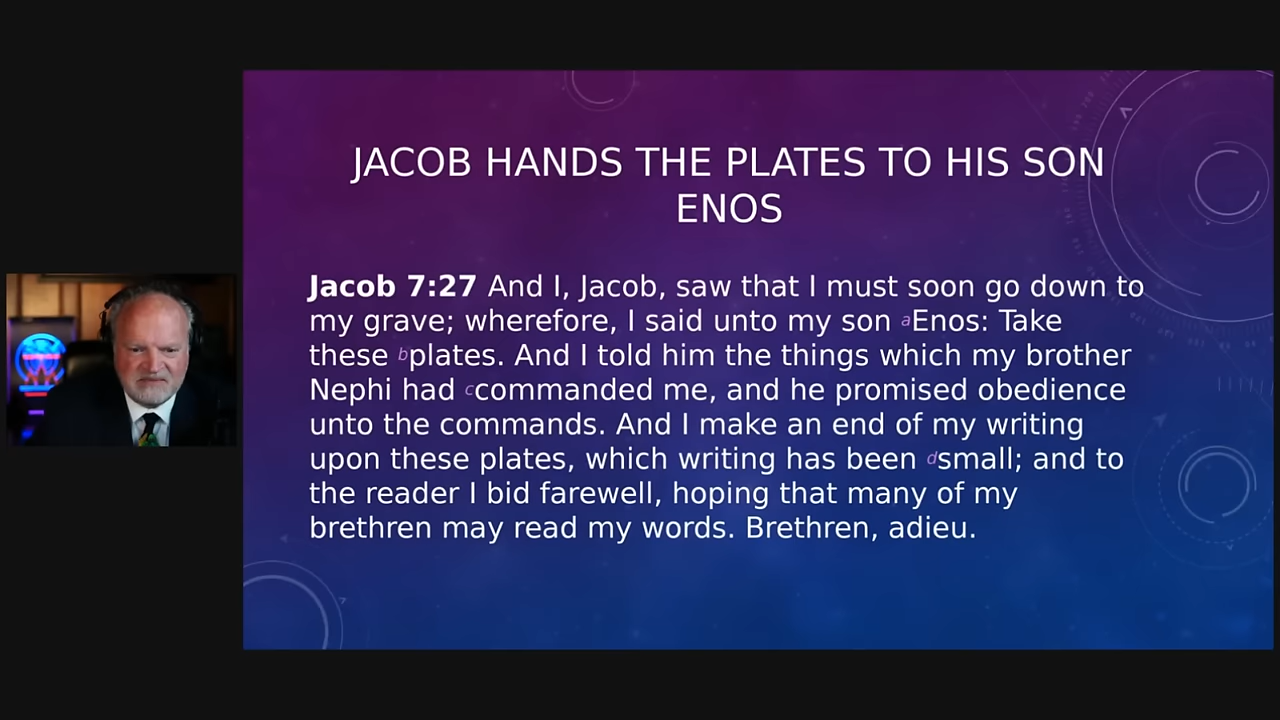 JACOB HANDS THE PLATES TO HIS SON
ENOS
Jacob 7:27 And I, Jacob, saw that I must soon go down to
my grave; wherefore, I said unto my son aEnos: Take
these bplates. And I told him the things which my brother
Nephi had ccommanded me, and he promised obedience
unto the commands. And I make an end of my writing
upon these plates, which writing has been dsmall; and to
the reader I bid farewell, hoping that many of my
brethren may read my words. Brethren, adieu.